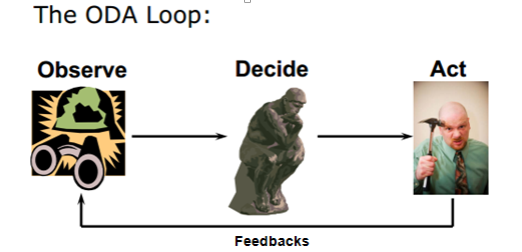 The ODA Loop:
Observe
Decide
Act
Feedbacks